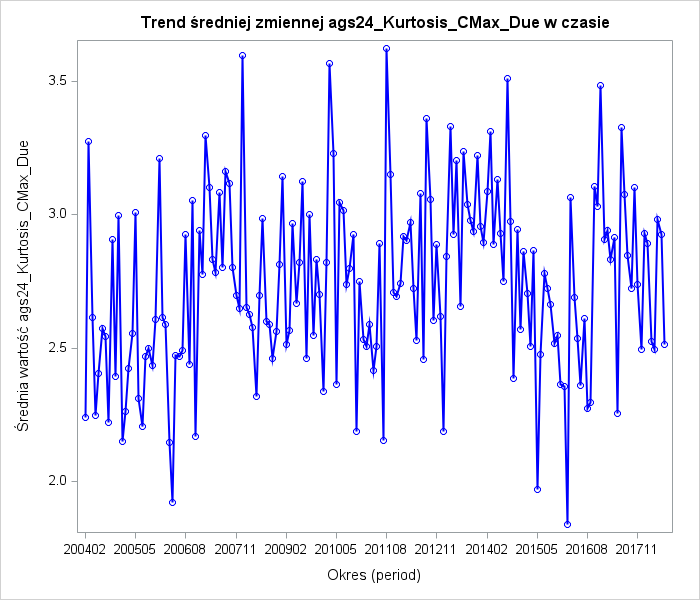 Trend średniej zmiennej ags24_Kurtosis_CMax_Due w czasie
3.5
3.0
2.5
2.0
Średnia wartość ags24_Kurtosis_CMax_Due
200402 200505 200608 200711 200902 201005 201108 201211 201402 201505 201608 201711
Okres (period)